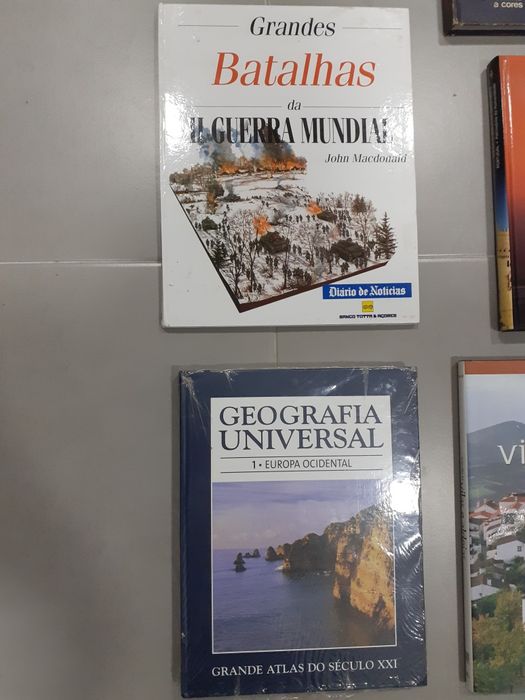 Grandes
Batalhas
da
II GUERRA MUNDIAL
John Macdonald
Diário de Notícias
BANCO TOTTA & AÇORES
GEOGRAFIA
UNIVERSAL
1 • EUROPA OCIDENTAL
GRANDE ATLAS DO SÉCULO XXI
a cores
vi